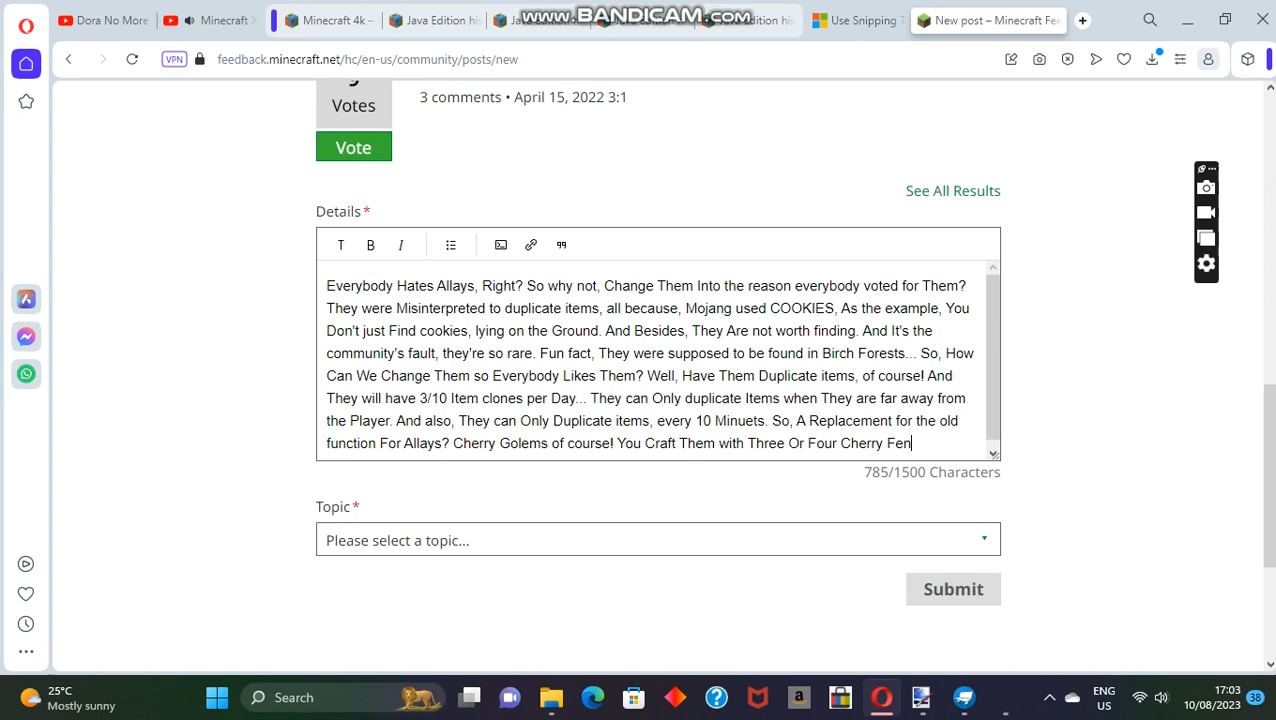 Dora No More
Minecraft X
Minecraft 4k –
Java Edition his
www.BANDICAM.com
Use Snipping T
New post – Minecraft Fee
VPN
feedback.minecraft.net/hc/en-us/community/posts/new
Votes
3 comments • April 15, 2022 3:1
Vote
See All Results
Details*
T B I
Everybody Hates Allays, Right? So why not, Change Them Into the reason everybody voted for Them?
They were Misinterpreted to duplicate items, all because, Mojang used COOKIES, As the example, You
Don't just Find cookies, lying on the Ground. And Besides, They Are not worth finding. And It's the
community's fault, they're so rare. Fun fact, They were supposed to be found in Birch Forests... So, How
Can We Change Them so Everybody Likes Them? Well, Have Them Duplicate items, of course! And
They will have 3/10 Item clones per Day... They can Only duplicate Items when They are far away from
the Player. And also, They can Only Duplicate items, every 10 Minuets. So, A Replacement for the old
function For Allays? Cherry Golems of course! You Craft Them with Three Or Four Cherry Fen
785/1500 Characters
Topic*
Please select a topic...
Submit
25°C
Mostly sunny
Search
ENG
US
17:03
10/08/2023
38